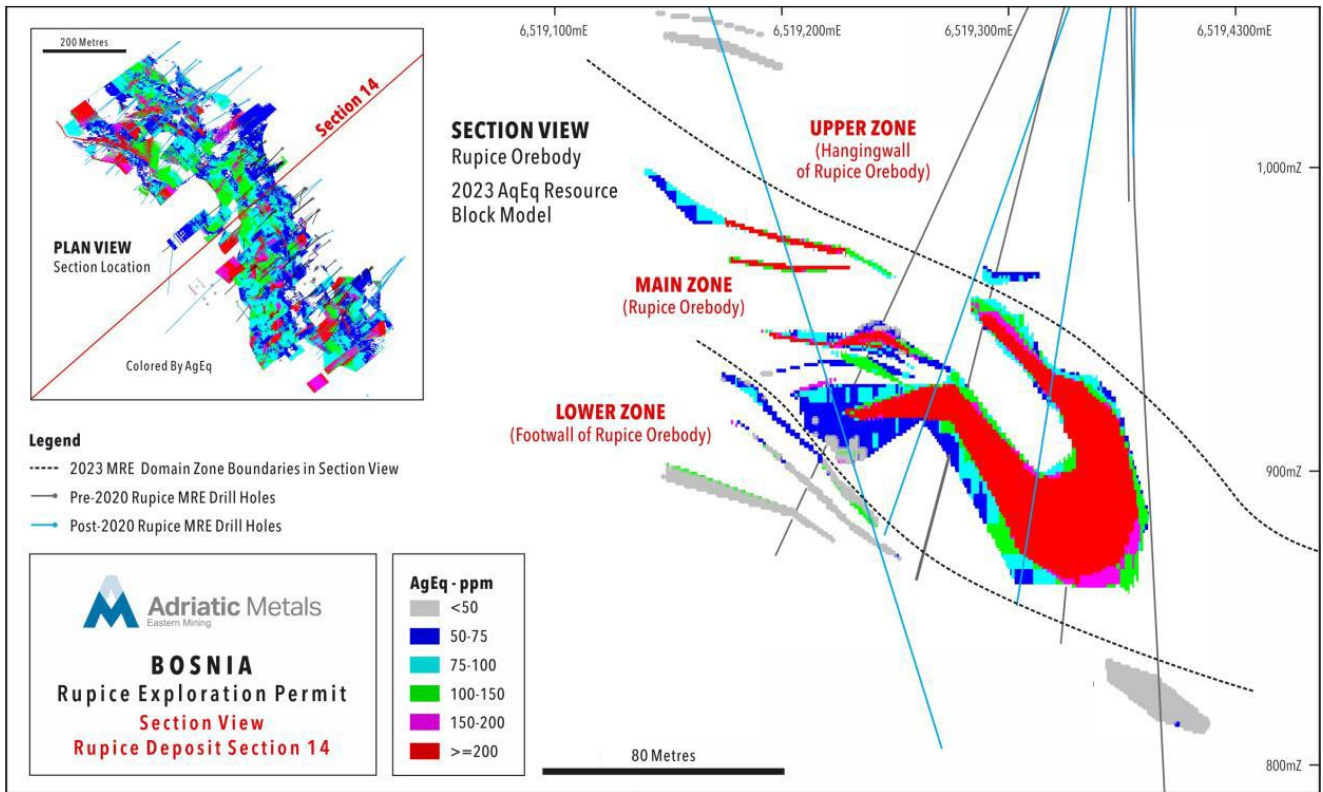 200 Metres
Section 14
PLAN VIEW
Section Location
Colored By AgEq
6,519,100mE
6,519,200mE
6,519,300mE
6,519,4300mE
SECTION VIEW
Rupice Orebody
2023 AqEq Resource
Block Model
UPPER ZONE
(Hangingwall
of Rupice Orebody)
1,000mZ
MAIN ZONE
(Rupice Orebody)
LOWER ZONE
(Footwall of Rupice Orebody)
900mZ
800mZ
Legend
2023 MRE Domain Zone Boundaries in Section View
Pre-2020 Rupice MRE Drill Holes
Post-2020 Rupice MRE Drill Holes
Adriatic Metals
Eastern Mining
BOSNIA
Rupice Exploration Permit
Section View
Rupice Deposit Section 14
AgEq - ppm
<50
50-75
75-100
100-150
150-200
>=200
80 Metres